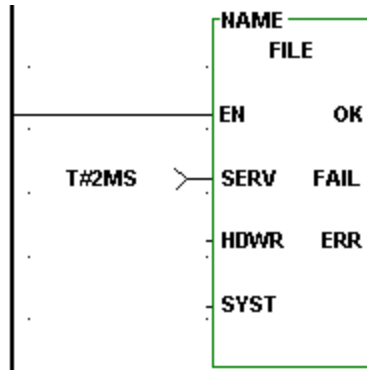 NAME
FILE
EN OK
T#2MS SERV FAIL
HDWR ERR
SYST